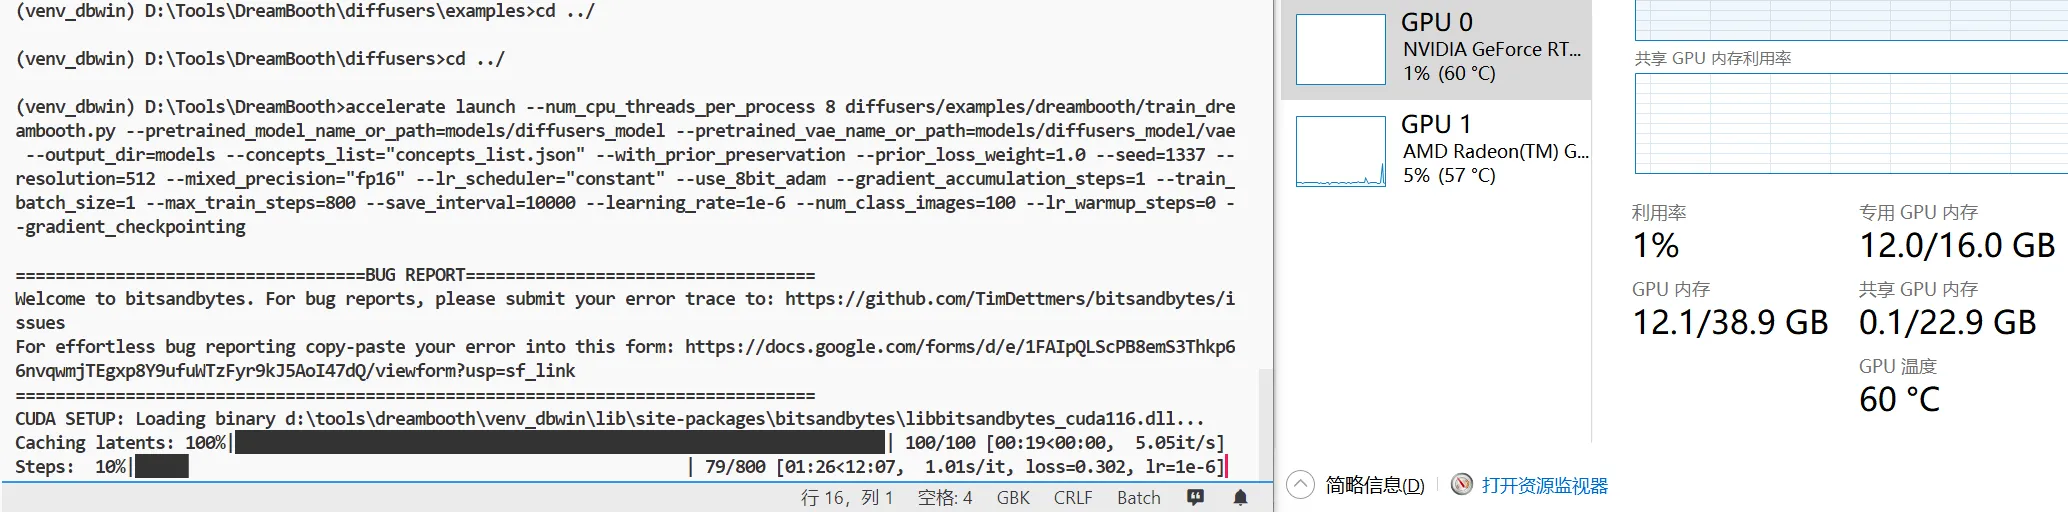 (venv_dbwin) D:\Tools\DreamBooth\diffusers\examples>cd ../
(venv_dbwin) D:\Tools\DreamBooth\diffusers>cd ../
(venv_dbwin) D:\Tools\DreamBooth>accelerate launch --num_cpu_threads_per_process 8 diffusers/examples/dreambooth/train_dre
ambooth.py --pretrained_model_name_or_path=models/diffusers_model --pretrained_vae_name_or_path=models/diffusers_model/vae
--output_dir=models --concepts_list="concepts_list.json" --with_prior_preservation --prior_loss_weight=1.0 --seed=1337 --
resolution=512 --mixed_precision="fp16" --lr_scheduler="constant" --use_8bit_adam --gradient_accumulation_steps=1 --train_
batch_size=1 --max_train_steps=800 --save_interval=10000 --learning_rate=1e-6 --num_class_images=100 --lr_warmup_steps=0 -
-gradient_checkpointing
===================================BUG REPORT===================================
Welcome to bitsandbytes. For bug reports, please submit your error trace to: https://github.com/TimDettmers/bitsandbytes/i
ssues
For effortless bug reporting copy-paste your error into this form: https://docs.google.com/forms/d/e/1FAIpQLScPB8emS3Thkp6
6nvqwmjTEgxp8Y9ufuWTzFyr9kJ5AoI47dQ/viewform?usp=sf_link
================================================================================
CUDA SETUP: Loading binary d:\tools\dreambooth\venv_dbwin\lib\site-packages\bitsandbytes\libbitsandbytes_cuda116.dll...
Caching latents: 100%| | 100/100 [00:19<00:00,  5.05it/s]
Steps:  10%| | 79/800 [01:26<12:07,  1.01s/it, loss=0.302, lr=1e-6]
行 16，列 1 空格: 4 GBK CRLF Batch
GPU 0
NVIDIA GeForce RT...
1% (60 °C)
GPU 1
AMD Radeon(TM) G...
5% (57 °C)
共享 GPU 内存利用率
利用率 专用 GPU 内存
1% 12.0/16.0 GB
GPU 内存 共享 GPU 内存
12.1/38.9 GB 0.1/22.9 GB
GPU 温度
60 °C
简略信息(D) 打开资源监视器